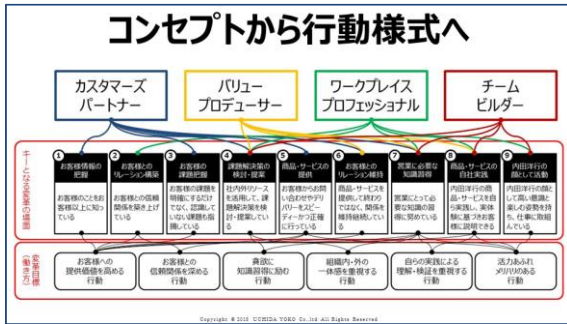 コンセプトから行動様式へ
カスタマーズ
パートナー
バリュー
プロデューサー
ワークプレイス
プロフェッショナル
チーム
ビルダー
キーとなる変革の場面
1
お客様情報の
把握
お客様のことをお
客様以上に知って
いる
2
お客様との
リレーション構築
お客様との信頼
関係を築き上げて
いる
3
お客様の
課題把握
お客様の課題を
明確にするだけで
なく、認識して
いない課題も指摘
している
4
課題解決策の
検討・提案
社内外リソース
を活用して、課
題解決策を検
討・提案してい
る
5
商品・サービスの
提供
お客様からお問
い合わせやデリ
バリーをスピー
ディーかつ正確
に行っている
6
お客様との
リレーション維持
商品・サービス
を提供して終わり
ではなく、関係を
維持継続している
7
営業に必要な
知識習得
営業にとって必
要な知識の習
得に努めている
8
商品・サービスの
自社実践
内田洋行の商
品・サービスを自
ら実践し、実体
験に基づきお客
様に説明できる
9
内田洋行の
顔として活動
内田洋行の顔
として高い意識と
楽しむ姿勢を持
ち、仕事に取組
んでいる
変革目標
(働き方)
お客様への
提供価値を高める
行動
お客様との
信頼関係を深める
行動
貪欲に
知識習得に励む
行動
組織内・外の
一体感を重視する
行動
自らの実践による
理解・検証を重視する
行動
活力あふれ
メリハリのある
行動
Copyright © 2015 UCHIDA YOKO Co.,ltd All Rights Reserved